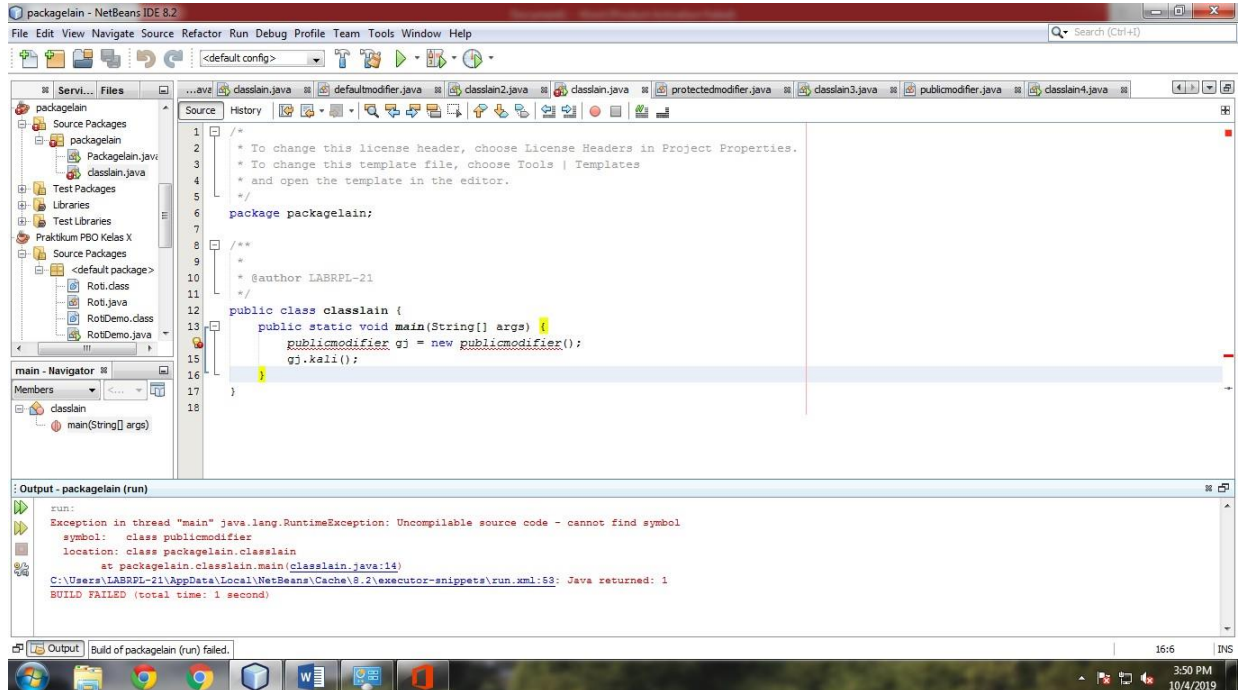 packagelain - NetBeans IDE 8.2
File Edit View Navigate Source Refactor Run Debug Profile Team Tools Window Help
Search (Ctrl+I)
<default config>
Servi... Files
...ava classlain.java defaultmodifier.java classlain2.java classlain.java protectedmodifier.java classlain3.java publicmodifier.java classlain4.java
packagelain
Source Packages
packagelain
Packagelain.java
classlain.java
Test Packages
Libraries
Test Libraries
Praktikum PBO Kelas X
Source Packages
<default package>
Roti.class
Roti.java
RotiDemo.class
RotiDemo.java
main - Navigator
Members <...
classlain
main(String[] args)
Source History
1 /*
2 * To change this license header, choose License Headers in Project Properties.
3 * To change this template file, choose Tools | Templates
4 * and open the template in the editor.
5 */
6 package packagelain;
7
8 /**
9 *
10 * @author LABRPL-21
11 */
12 public class classlain {
13 public static void main(String[] args) {
publicmodifier gj = new publicmodifier();
15 gj.kali();
16 }
17 }
18
Output - packagelain (run)
run:
Exception in thread "main" java.lang.RuntimeException: Uncompilable source code - cannot find symbol
symbol: class publicmodifier
location: class packagelain.classlain
at packagelain.classlain.main(classlain.java:14)
C:\Users\LABRPL-21\AppData\Local\NetBeans\Cache\8.2\executor-snippets\run.xml:53: Java returned: 1
BUILD FAILED (total time: 1 second)
Output Build of packagelain (run) failed.
16:6 INS
3:50 PM
10/4/2019